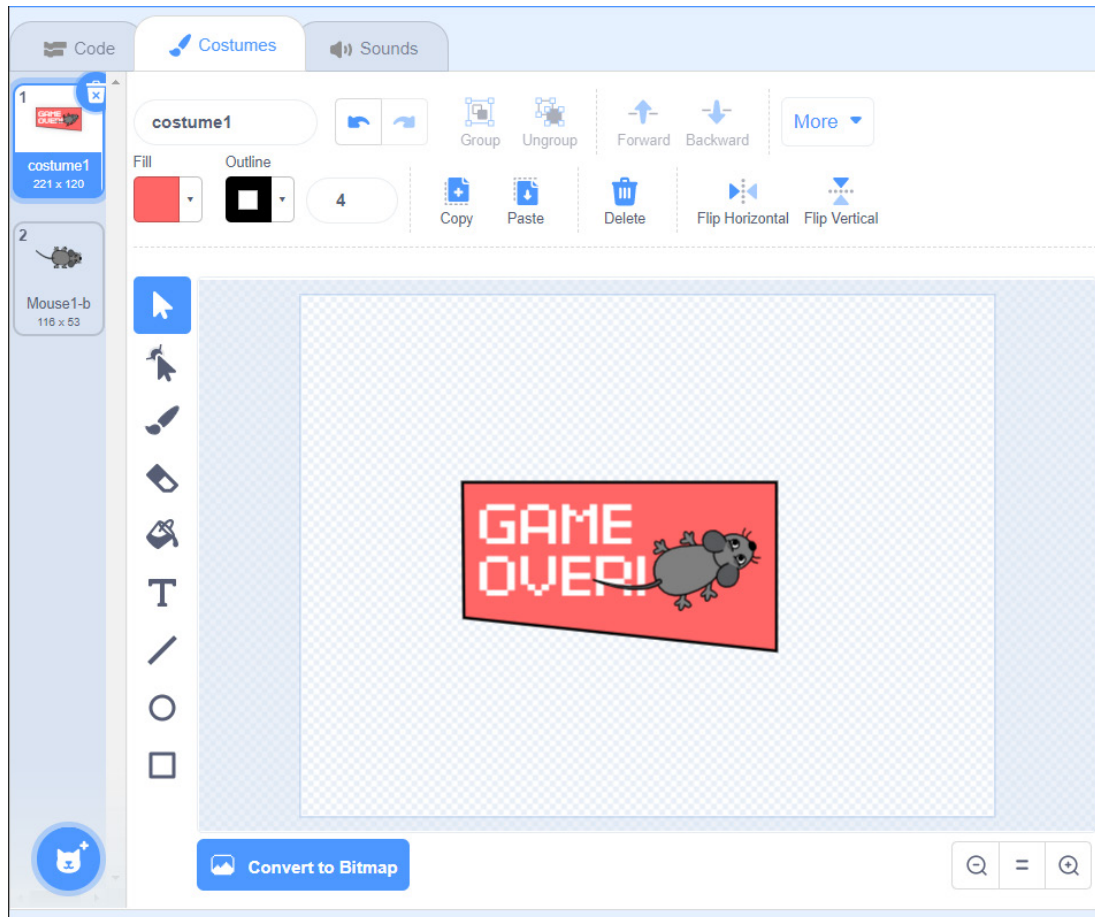 Code
Costumes
Sounds
1
costume1
221 x 120
2
Mouse1-b
116 x 53
costume1
Group
Ungroup
Forward
Backward
More
Fill
Outline
4
Copy
Paste
Delete
Flip Horizontal
Flip Vertical
T
GAME
OVER!
Convert to Bitmap